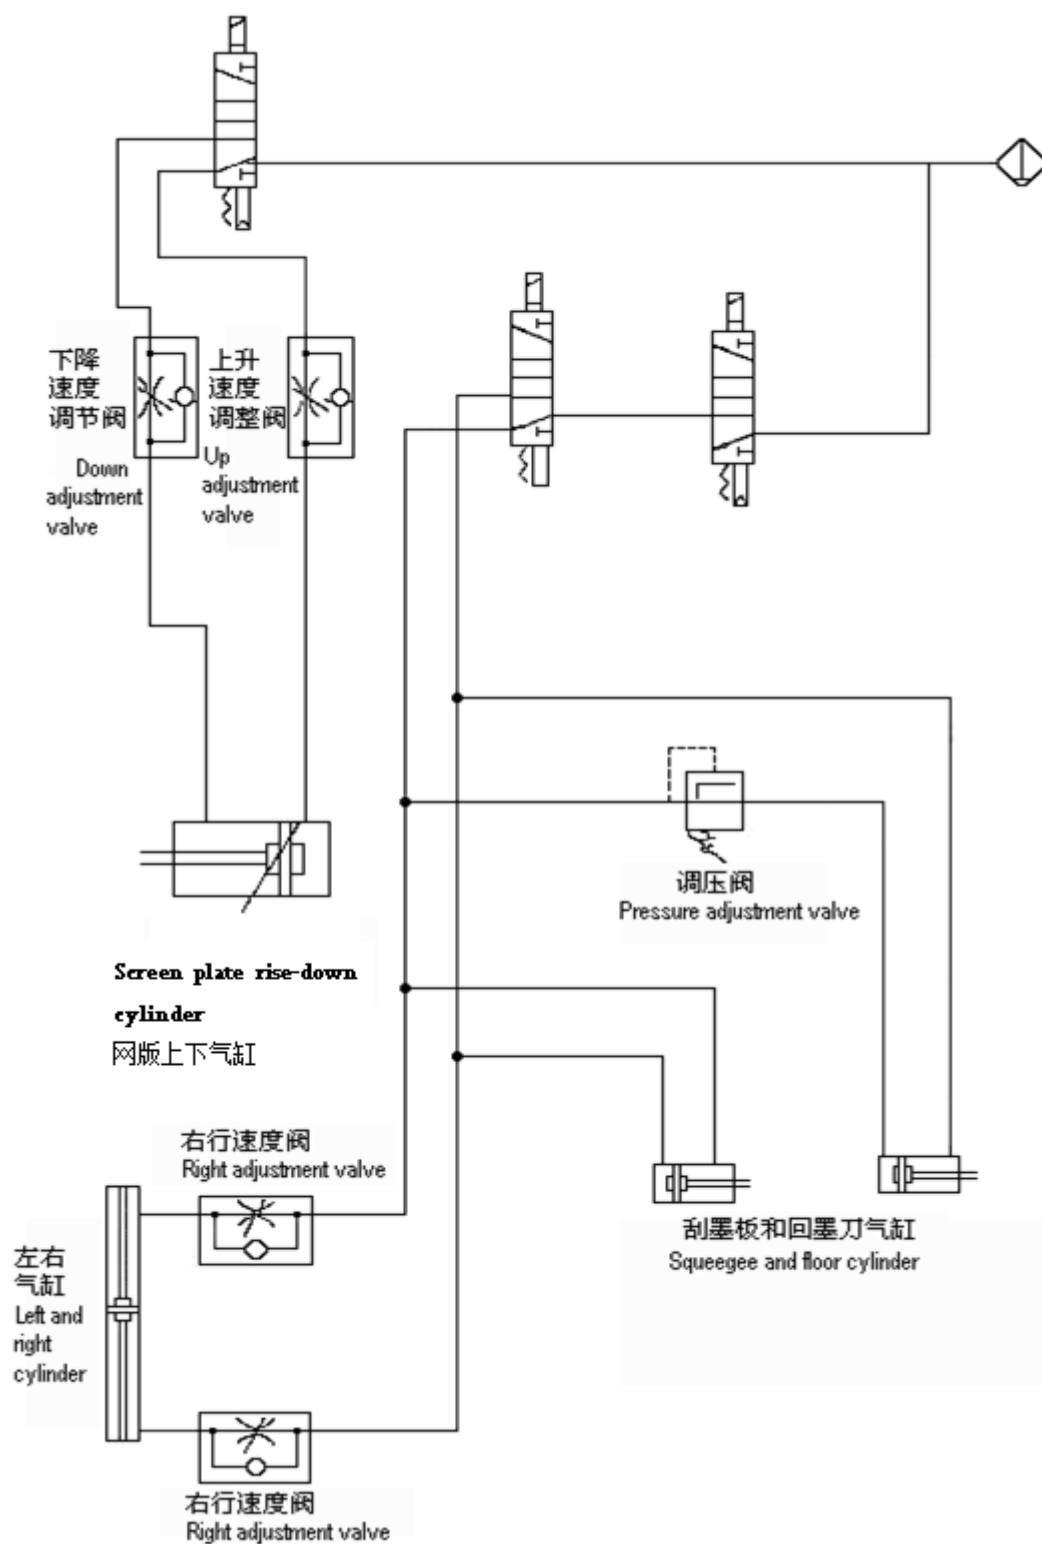 下降
速度
调节阀
Down
adjustment
valve
上升
速度
调整阀
Up
adjustment
valve
调压阀
Pressure adjustment valve
Screen plate rise-down
cylinder
网版上下气缸
右行速度阀
Right adjustment valve
左右
气缸
Left and
right
cylinder
刮墨板和回墨刀气缸
Squeegee and floor cylinder
右行速度阀
Right adjustment valve